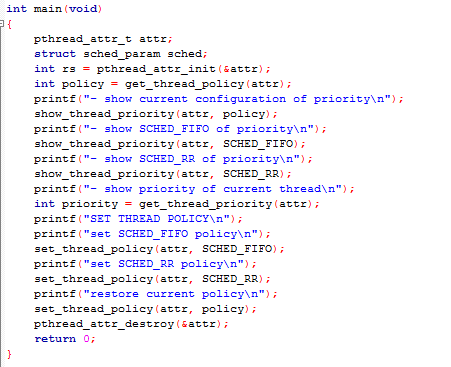 int main(void)
{
pthread_attr_t attr;
struct sched_param sched;
int rs = pthread_attr_init(&attr);
int policy = get_thread_policy(attr);
printf("- show current configuration of priority\n");
show_thread_priority(attr, policy);
printf("- show SCHED_FIFO of priority\n");
show_thread_priority(attr, SCHED_FIFO);
printf("- show SCHED_RR of priority\n");
show_thread_priority(attr, SCHED_RR);
printf("- show priority of current thread\n");
int priority = get_thread_priority(attr);
printf("SET THREAD POLICY\n");
printf("set SCHED_FIFO policy\n");
set_thread_policy(attr, SCHED_FIFO);
printf("set SCHED_RR policy\n");
set_thread_policy(attr, SCHED_RR);
printf("restore current policy\n");
set_thread_policy(attr, policy);
pthread_attr_destroy(&attr);
return 0;
}